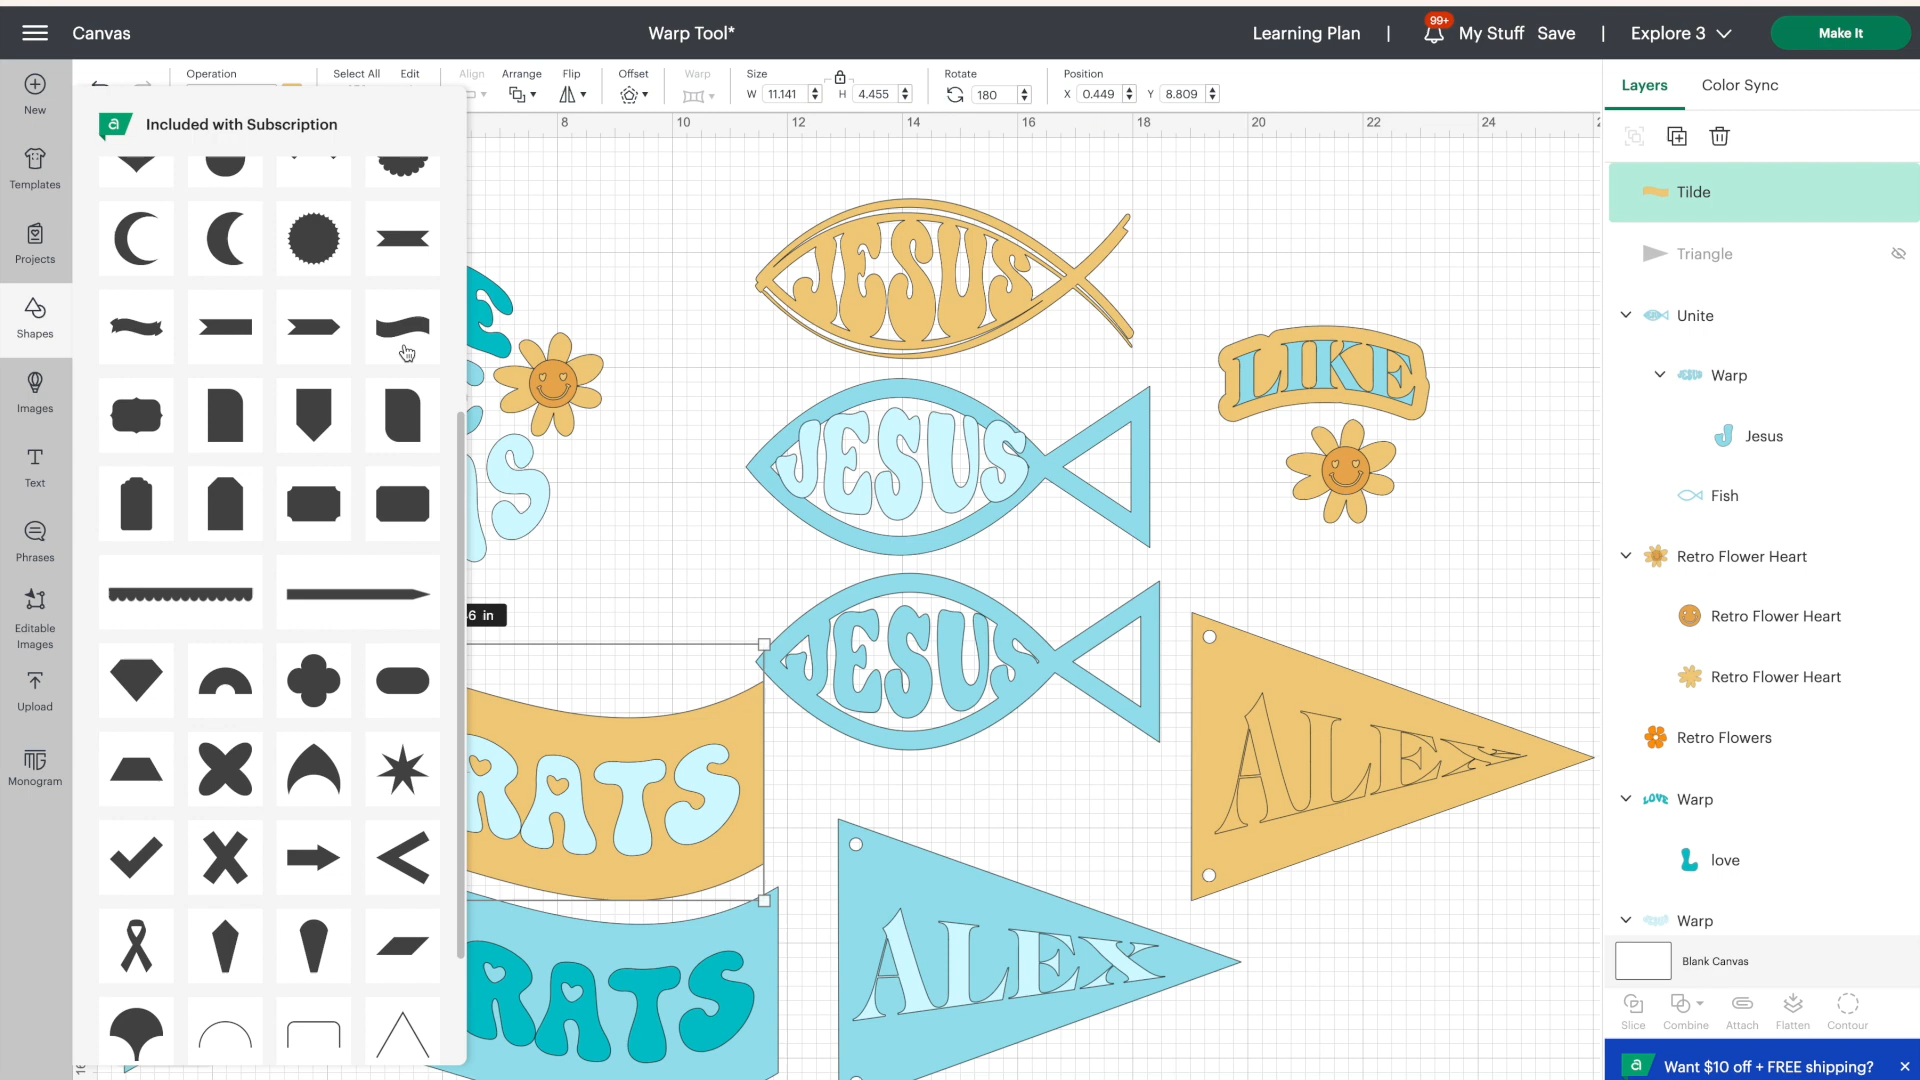 Canvas
Warp Tool*
Learning Plan
|
99+
My Stuff
Save
|
Explore 3
Make It
New
Templates
Projects
Shapes
Images
Text
Phrases
Editable
Images
Upload
Monogram
Operation
Select All
Edit
Align
Arrange
Flip
Offset
Warp
Size
W 11.141
H 4.455
Rotate
180
Position
X 0.449
Y 8.809
a
Included with Subscription
8
10
12
14
16
18
20
22
24
JESUS
JESUS
JESUS
LIKE
6 in
RATS
RATS
ALEX
ALEX
Layers
Color Sync
Tilde
Triangle
Unite
Warp
Jesus
Fish
Retro Flower Heart
Retro Flower Heart
Retro Flower Heart
Retro Flowers
LOVE
Warp
love
Warp
Blank Canvas
Slice
Combine
Attach
Flatten
Contour
a
Want $10 off + FREE shipping?